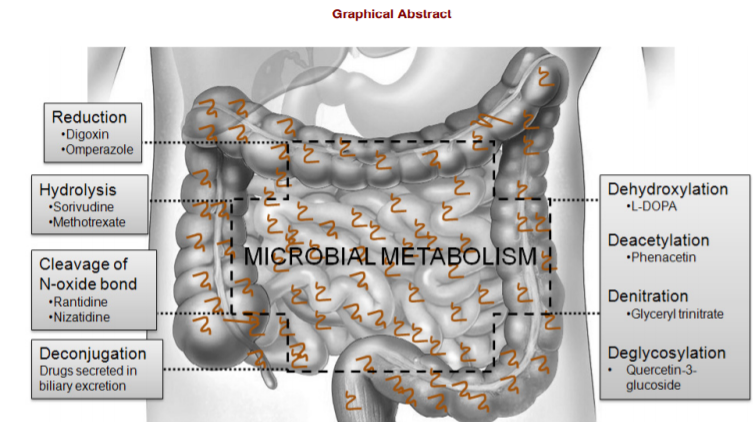 Graphical Abstract
Reduction
•Digoxin
•Omperazole
Hydrolysis
•Sorivudine
•Methotrexate
Cleavage of
N-oxide bond
•Rantidine
•Nizatidine
Deconjugation
Drugs secreted in
biliary excretion
MICROBIAL METABOLISM
Dehydroxylation
•L-DOPA
Deacetylation
•Phenacetin
Denitration
•Glyceryl trinitrate
Deglycosylation
• Quercetin-3-
glucoside